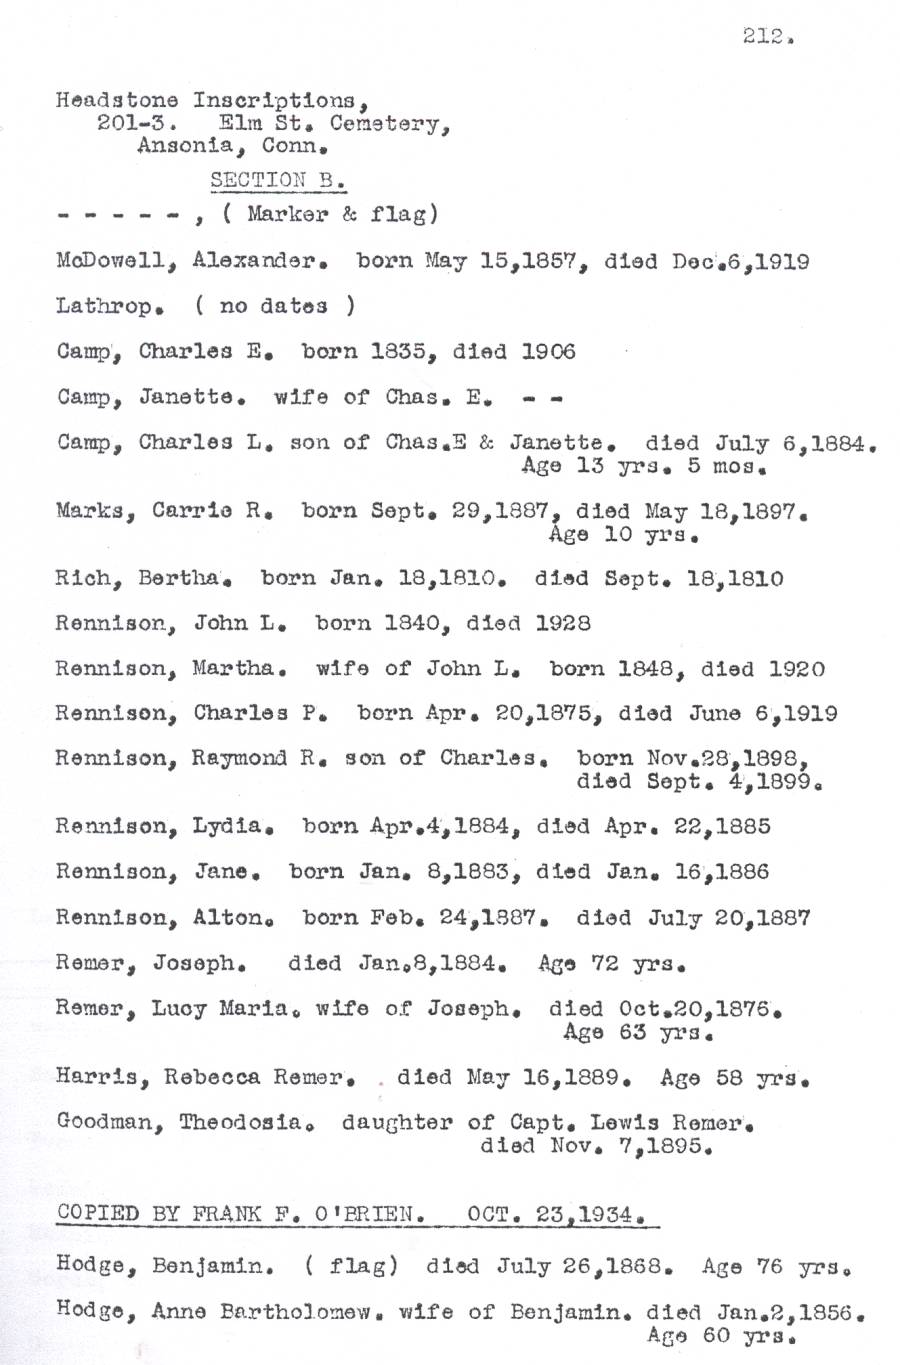 212.
Headstone Inscriptions,
201-3. Elm St. Cemetery,
Ansonia, Conn.
SECTION B.
- - - - - , ( Marker & flag)
McDowell, Alexander. born May 15,1857, died Dec.6,1919
Lathrop. ( no dates )
Camp, Charles E. born 1835, died 1906
Camp, Janette. wife of Chas. E. - -
Camp, Charles L. son of Chas.E & Janette. died July 6,1884.
Age 13 yrs. 5 mos.
Marks, Carrie R. born Sept. 29,1887, died May 18,1897.
Age 10 yrs.
Rich, Bertha. born Jan. 18,1810. died Sept. 18,1810
Rennison, John L. born 1840, died 1928
Rennison, Martha. wife of John L. born 1848, died 1920
Rennison, Charles P. born Apr. 20,1875, died June 6,1919
Rennison, Raymond R. son of Charles. born Nov.28,1898,
died Sept. 4,1899.
Rennison, Lydia. born Apr.4,1884, died Apr. 22,1885
Rennison, Jane. born Jan. 8,1883, died Jan. 16,1886
Rennison, Alton. born Feb. 24,1887. died July 20,1887
Remer, Joseph. died Jan.8,1884. Age 72 yrs.
Remer, Lucy Maria. wife of Joseph. died Oct.20,1876.
Age 63 yrs.
Harris, Rebecca Remer. died May 16,1889. Age 58 yrs.
Goodman, Theodosia. daughter of Capt. Lewis Remer.
died Nov. 7,1895.
COPIED BY FRANK F. O'BRIEN. OCT. 23,1934.
Hodge, Benjamin. ( flag) died July 26,1868. Age 76 yrs.
Hodge, Anne Bartholomew. wife of Benjamin. died Jan.2,1856.
Age 60 yrs.